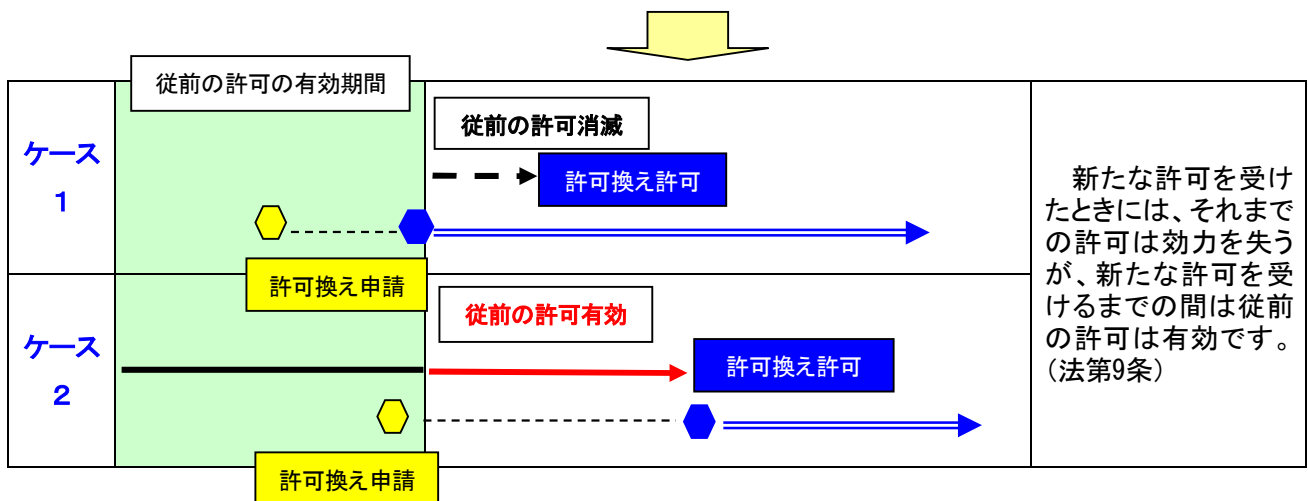 従前の許可の有効期間
ケース
1
従前の許可消滅
許可換え許可
許可換え申請
新たな許可を受け
たときには、それまで
の許可は効力を失う
が、新たな許可を受
けるまでの間は従前
の許可は有効です。
(法第9条)
ケース
2
従前の許可有効
許可換え許可
許可換え申請